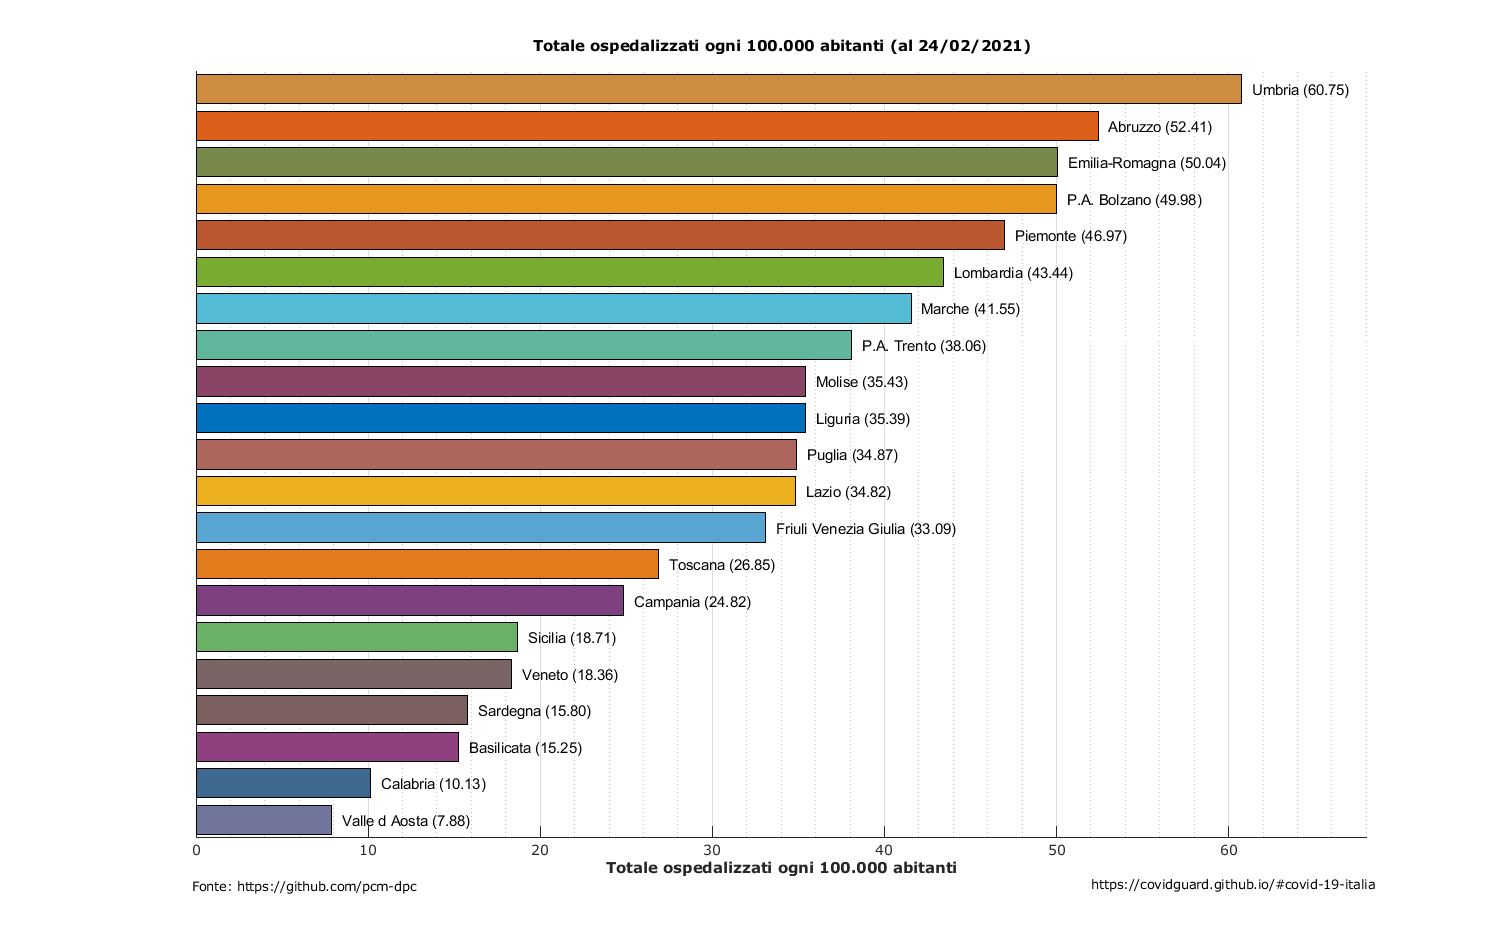 Totale ospedalizzati ogni 100.000 abitanti (al 24/02/2021)
Umbria (60.75)
Abruzzo (52.41)
Emilia-Romagna (50.04)
P.A. Bolzano (49.98)
Piemonte (46.97)
Lombardia (43.44)
Marche (41.55)
P.A. Trento (38.06)
Molise (35.43)
Liguria (35.39)
Puglia (34.87)
Lazio (34.82)
Friuli Venezia Giulia (33.09)
Toscana (26.85)
Campania (24.82)
Sicilia (18.71)
Veneto (18.36)
Sardegna (15.80)
Basilicata (15.25)
Calabria (10.13)
Valle d Aosta (7.88)
0 10 20 30 40 50 60
Totale ospedalizzati ogni 100.000 abitanti
Fonte: https://github.com/pcm-dpc
https://covidguard.github.io/#covid-19-italia